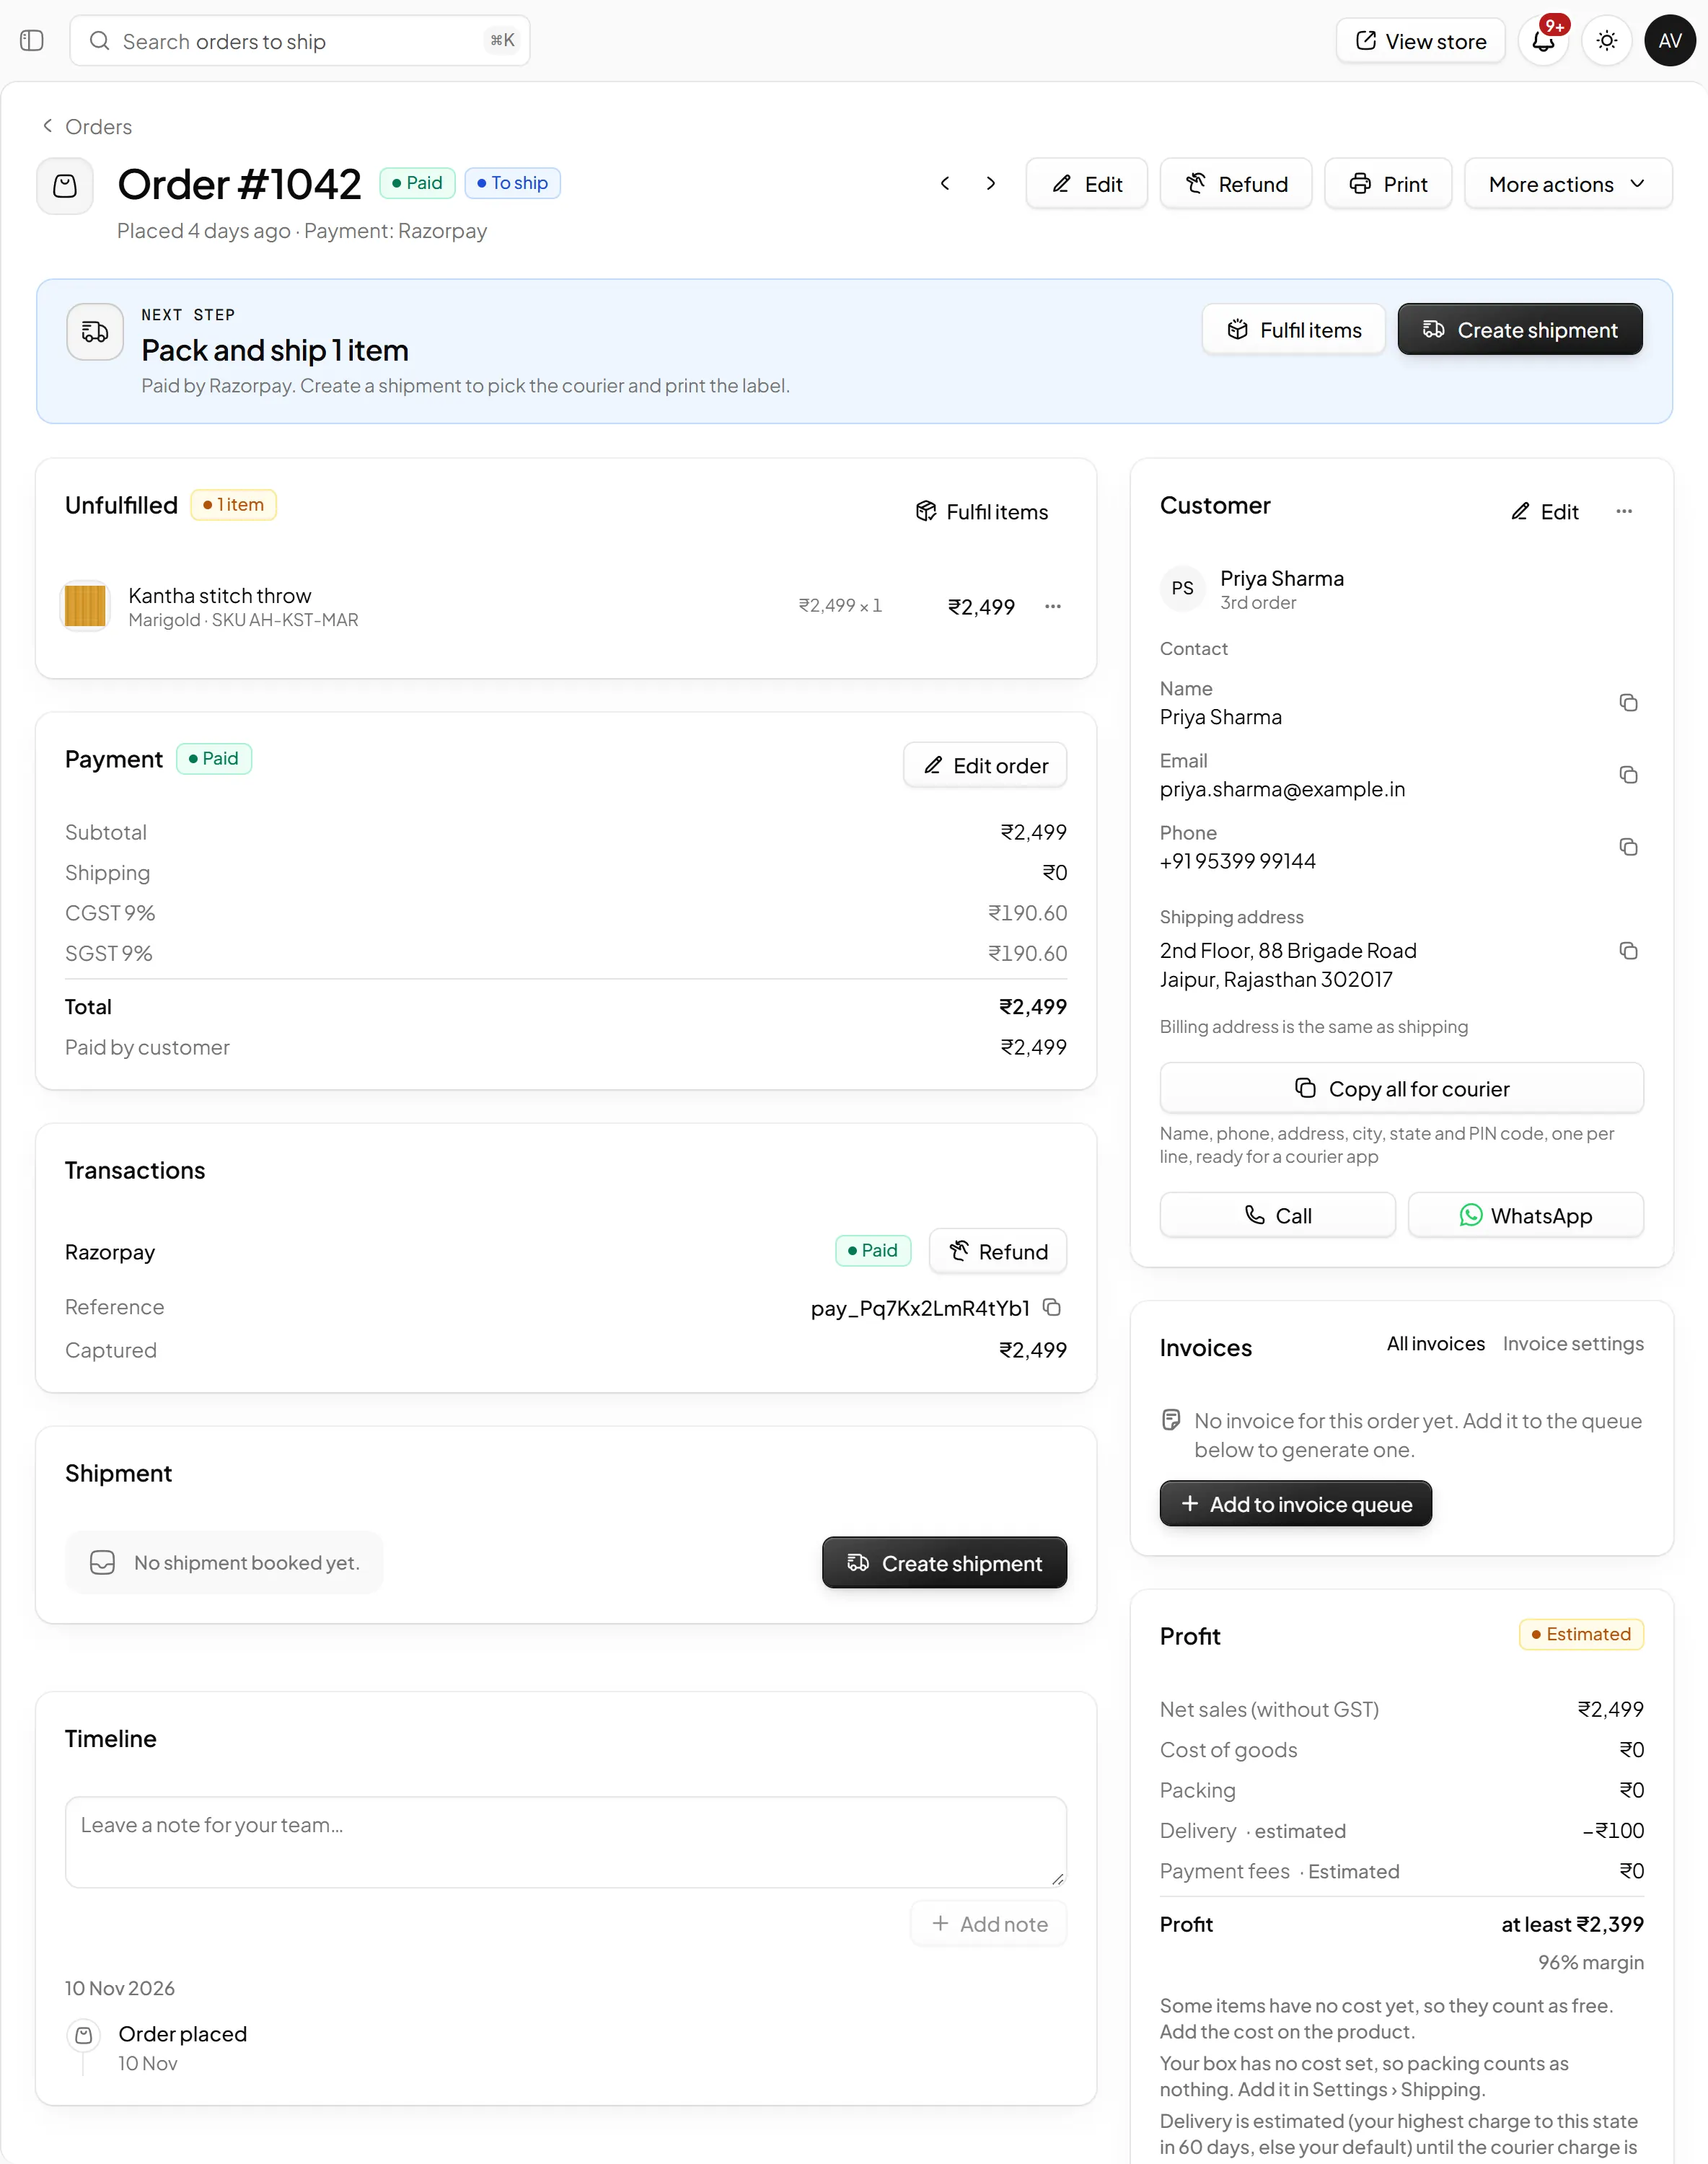 Search orders to ship
⌘K
View store
9+
AV
Orders
Order #1042
Paid
To ship
Placed 4 days ago · Payment: Razorpay
Edit
Refund
Print
More actions
NEXT STEP
Pack and ship 1 item
Paid by Razorpay. Create a shipment to pick the courier and print the label.
Fulfil items
Create shipment
Unfulfilled
1 item
Fulfil items
Kantha stitch throw
Marigold · SKU AH-KST-MAR
₹2,499 × 1
₹2,499
Payment
Paid
Edit order
Subtotal ₹2,499
Shipping ₹0
CGST 9% ₹190.60
SGST 9% ₹190.60
Total ₹2,499
Paid by customer ₹2,499
Transactions
Razorpay
Paid
Refund
Reference pay_Pq7Kx2LmR4tYb1
Captured ₹2,499
Shipment
No shipment booked yet.
Create shipment
Timeline
Leave a note for your team...
Add note
10 Nov 2026
Order placed
10 Nov
Customer
Edit
PS
Priya Sharma
3rd order
Contact
Name
Priya Sharma
Email
priya.sharma@example.in
Phone
+91 95399 99144
Shipping address
2nd Floor, 88 Brigade Road
Jaipur, Rajasthan 302017
Billing address is the same as shipping
Copy all for courier
Name, phone, address, city, state and PIN code, one per
line, ready for a courier app
Call
WhatsApp
Invoices
All invoices
Invoice settings
No invoice for this order yet. Add it to the queue
below to generate one.
Add to invoice queue
Profit
Estimated
Net sales (without GST) ₹2,499
Cost of goods ₹0
Packing ₹0
Delivery · estimated −₹100
Payment fees · Estimated ₹0
Profit at least ₹2,399
96% margin
Some items have no cost yet, so they count as free.
Add the cost on the product.
Your box has no cost set, so packing counts as
nothing. Add it in Settings › Shipping.
Delivery is estimated (your highest charge to this state
in 60 days, else your default) until the courier charge is